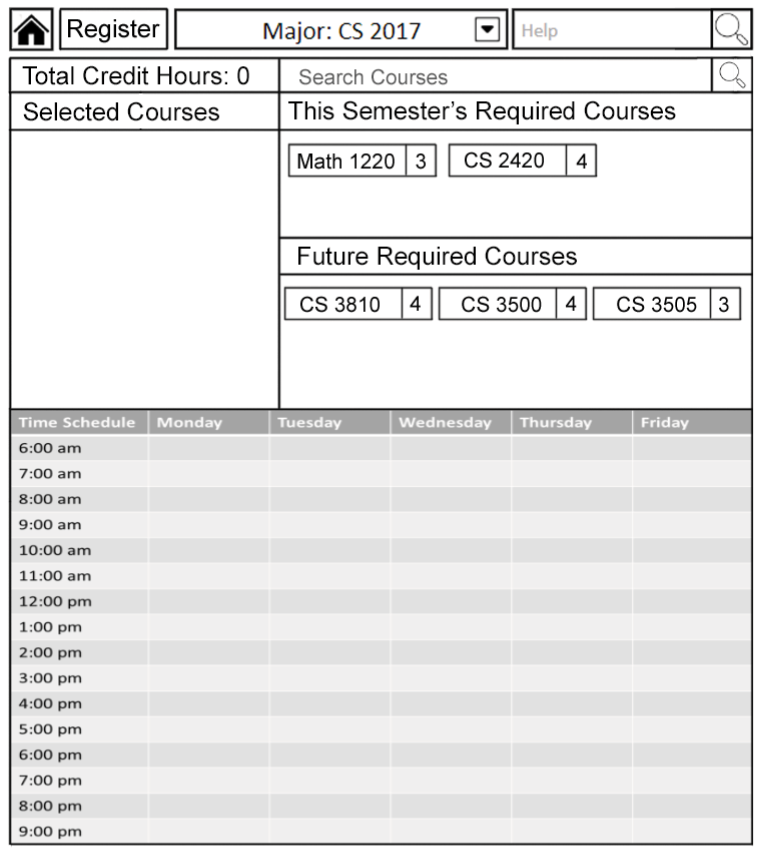 Register
Major: CS 2017
Help
Total Credit Hours: 0
Search Courses
Selected Courses
This Semester's Required Courses
Math 1220 3
CS 2420 4
Future Required Courses
CS 3810 4
CS 3500 4
CS 3505 3
Time Schedule Monday Tuesday Wednesday Thursday Friday
6:00 am
7:00 am
8:00 am
9:00 am
10:00 am
11:00 am
12:00 pm
1:00 pm
2:00 pm
3:00 pm
4:00 pm
5:00 pm
6:00 pm
7:00 pm
8:00 pm
9:00 pm